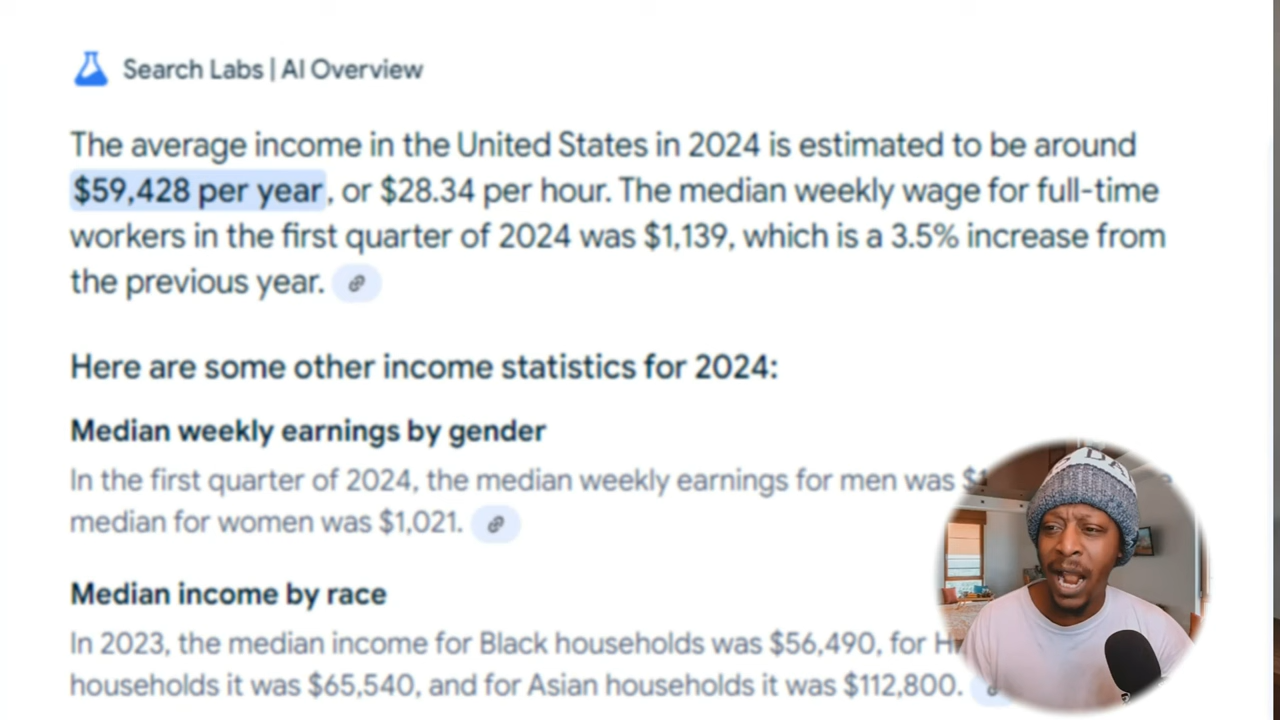 Search Labs | AI Overview
The average income in the United States in 2024 is estimated to be around
$59,428 per year, or $28.34 per hour. The median weekly wage for full-time
workers in the first quarter of 2024 was $1,139, which is a 3.5% increase from
the previous year.
Here are some other income statistics for 2024:
Median weekly earnings by gender
In the first quarter of 2024, the median weekly earnings for men was
median for women was $1,021.
Median income by race
In 2023, the median income for Black households was $56,490, for
households it was $65,540, and for Asian households it was $112,800.